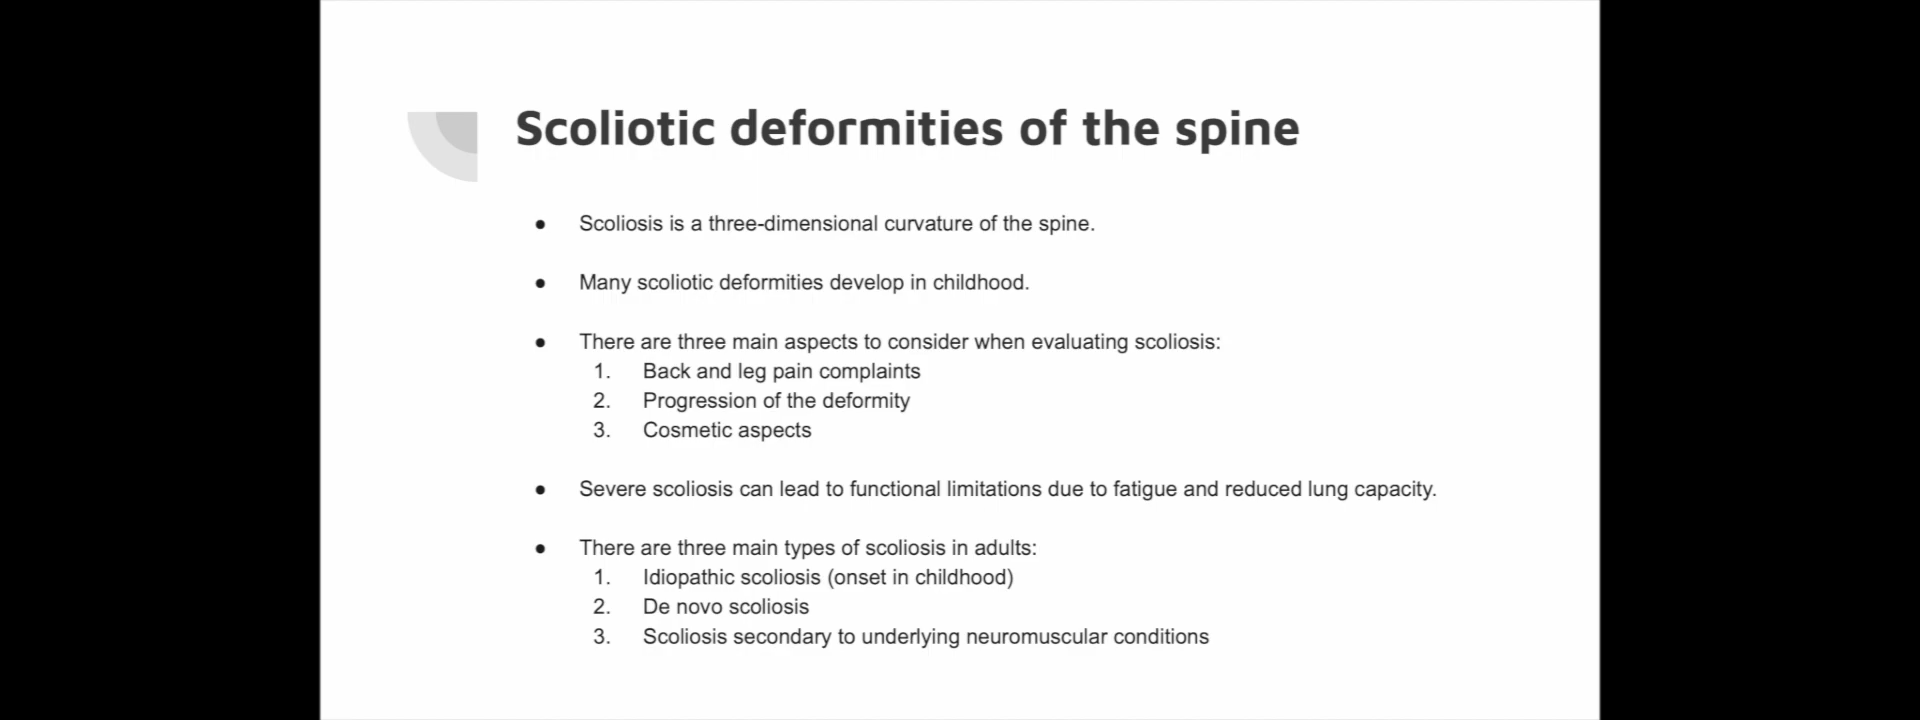 Scoliotic deformities of the spine
● Scoliosis is a three-dimensional curvature of the spine.
● Many scoliotic deformities develop in childhood.
● There are three main aspects to consider when evaluating scoliosis:
1. Back and leg pain complaints
2. Progression of the deformity
3. Cosmetic aspects
● Severe scoliosis can lead to functional limitations due to fatigue and reduced lung capacity.
● There are three main types of scoliosis in adults:
1. Idiopathic scoliosis (onset in childhood)
2. De novo scoliosis
3. Scoliosis secondary to underlying neuromuscular conditions